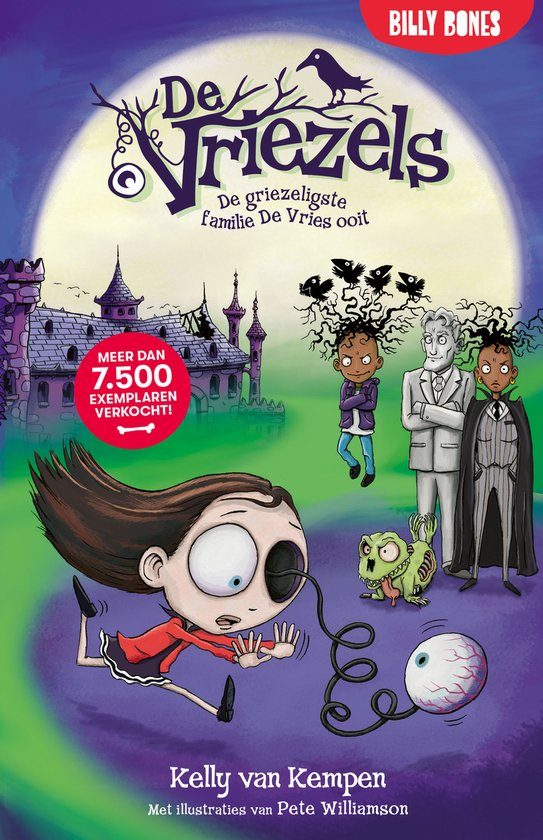 BILLY BONES
De
Vriezels
De griezeligste
familie De Vries ooit
MEER DAN
7.500
EXEMPLAREN
VERKOCHT!
Kelly van Kempen
Met illustraties van Pete Williamson